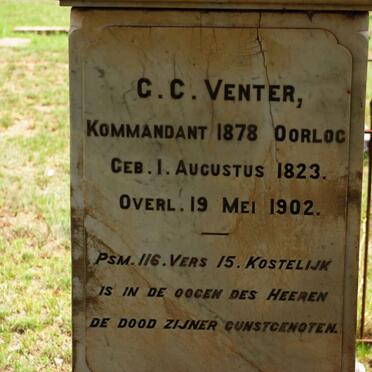 C. C. VENTER,
KOMMANDANT 1878 OORLOG
GEB. 1. AUGUSTUS 1823.
OVERL. 19 MEI 1902.
PSM. 116. VERS 15. KOSTELIJK
IS IN DE OOGEN DES HEEREN
DE DOOD ZIJNER GUNSTGENOTEN.